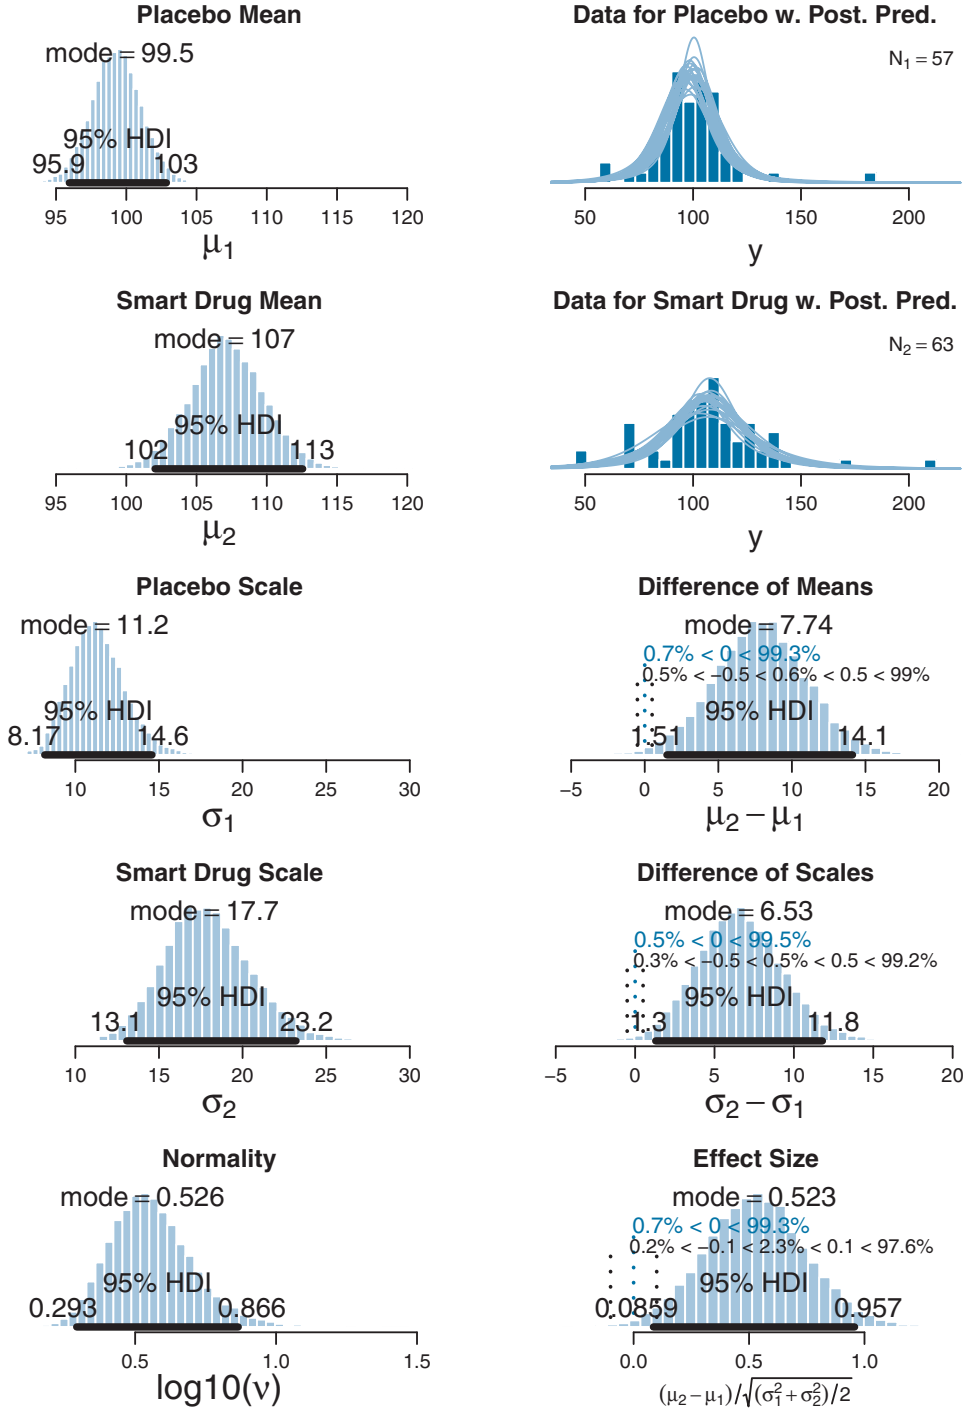 Placebo Mean
mode = 99.5
95% HDI
95.9 103
95 100 105 110 115 120
μ1
Data for Placebo w. Post. Pred.
N1 = 57
50 100 150 200
y
Smart Drug Mean
mode = 107
95% HDI
102 113
95 100 105 110 115 120
μ2
Data for Smart Drug w. Post. Pred.
N2 = 63
50 100 150 200
y
Placebo Scale
mode = 11.2
95% HDI
8.17 14.6
10 15 20 25 30
σ1
Difference of Means
mode = 7.74
0.7% < 0 < 99.3%
0.5% < −0.5 < 0.6% < 0.5 < 99%
95% HDI
1.51 14.1
−5 0 5 10 15 20
μ2 − μ1
Smart Drug Scale
mode = 17.7
95% HDI
13.1 23.2
10 15 20 25 30
σ2
Difference of Scales
mode = 6.53
0.5% < 0 < 99.5%
0.3% < −0.5 < 0.5% < 0.5 < 99.2%
95% HDI
1.3 11.8
−5 0 5 10 15 20
σ2 − σ1
Normality
mode = 0.526
95% HDI
0.293 0.866
0.5 1.0 1.5
log10(ν)
Effect Size
mode = 0.523
0.7% < 0 < 99.3%
0.2% < −0.1 < 2.3% < 0.1 < 97.6%
95% HDI
0.0859 0.957
0.0 0.5 1.0
(μ2 − μ1)/√(σ1² + σ2²)/2